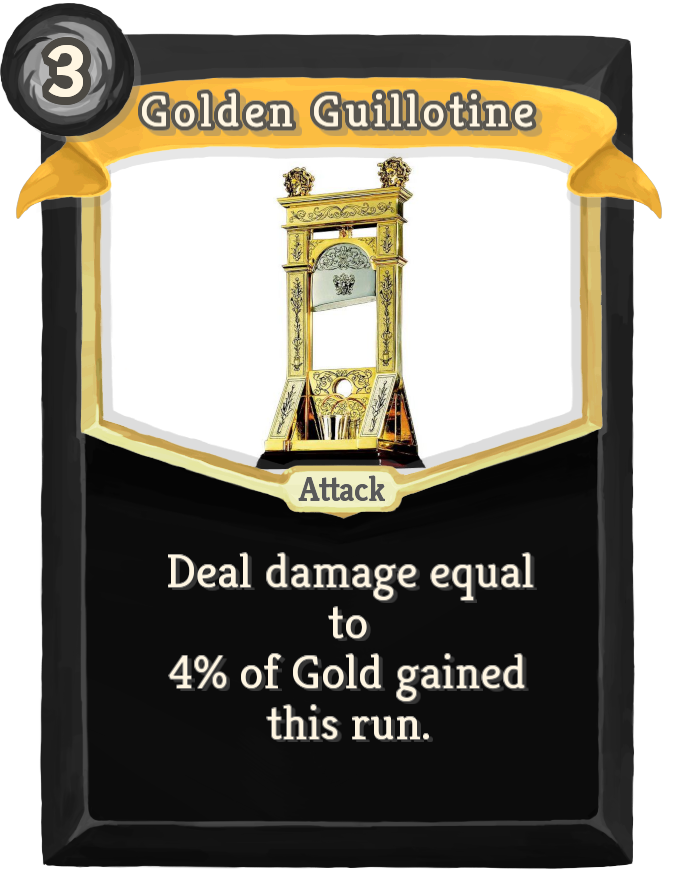 3
Golden Guillotine
Attack
Deal damage equal
to
4% of Gold gained
this run.